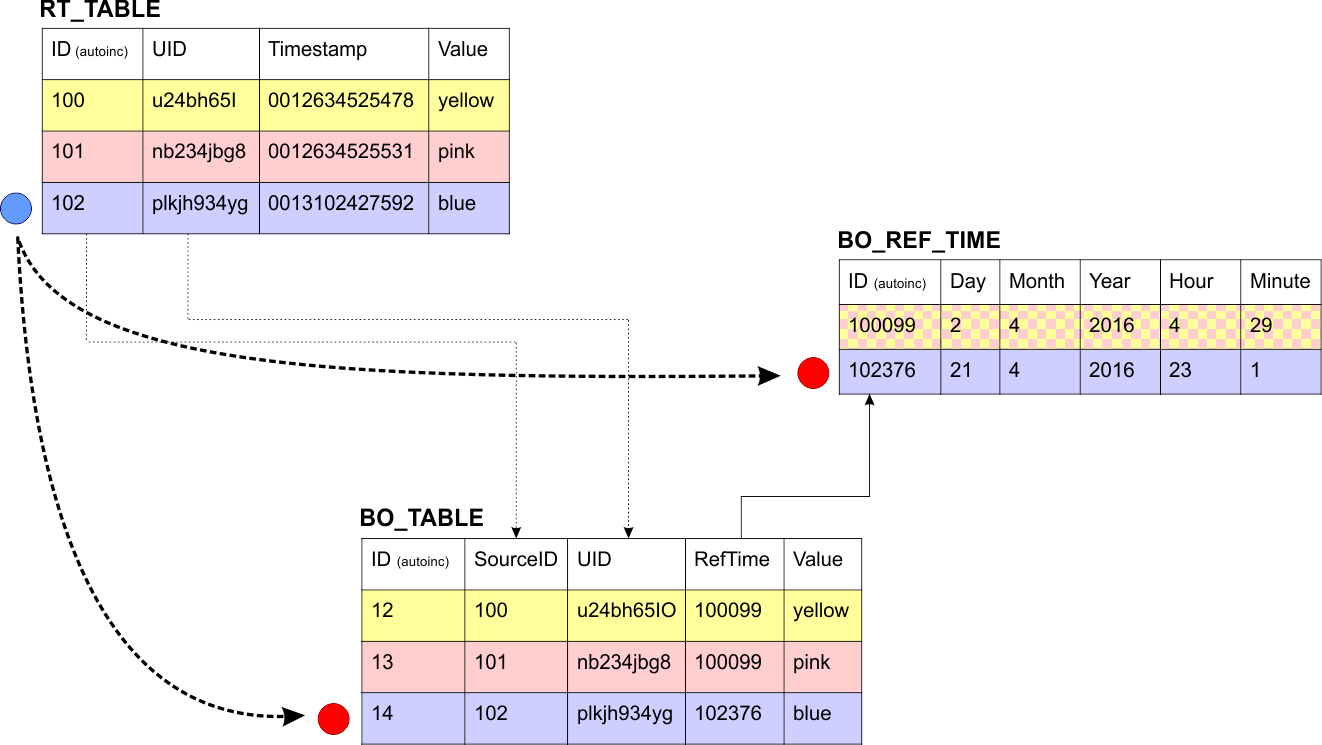 RT_TABLE
ID (autoinc) UID Timestamp Value
100 u24bh65I 0012634525478 yellow
101 nb234jbg8 0012634525531 pink
102 plkjh934yg 0013102427592 blue
BO_REF_TIME
ID (autoinc) Day Month Year Hour Minute
100099 2 4 2016 4 29
102376 21 4 2016 23 1
BO_TABLE
ID (autoinc) SourceID UID RefTime Value
12 100 u24bh65IO 100099 yellow
13 101 nb234jbg8 100099 pink
14 102 plkjh934yg 102376 blue